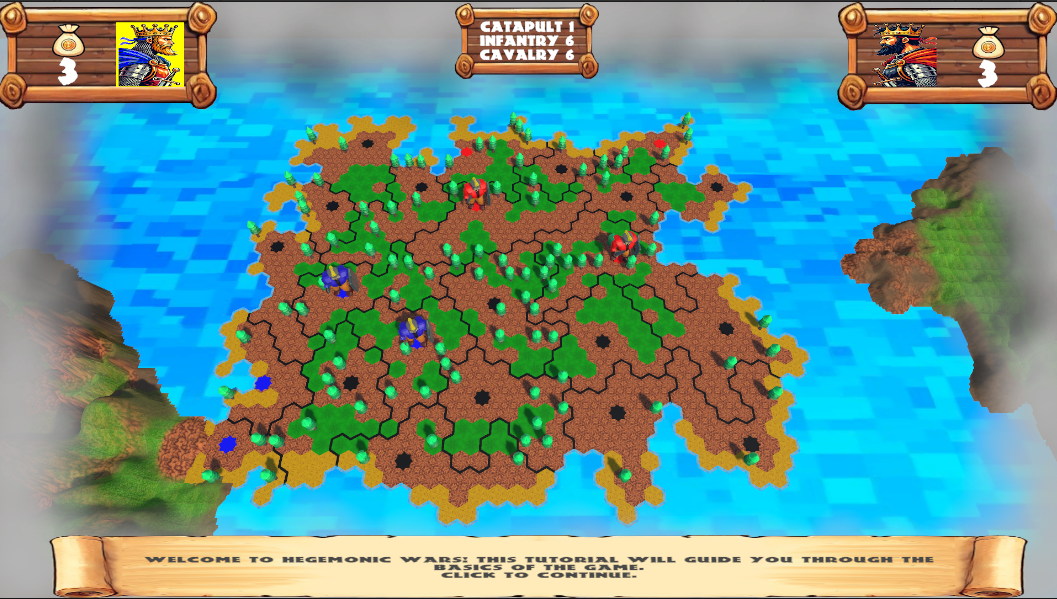 3
CATAPULT 1
INFANTRY 6
CAVALRY 6
3
WELCOME TO HEGEMONIC WARS! THIS TUTORIAL WILL GUIDE YOU THROUGH THE
BASICS OF THE GAME.
CLICK TO CONTINUE.